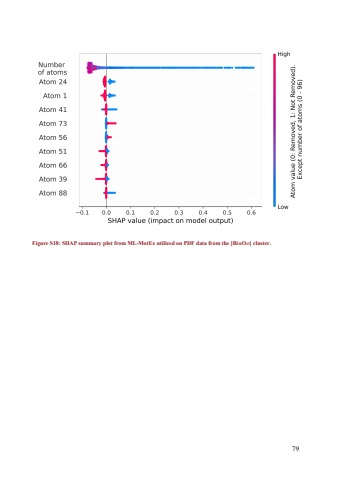 Number
of atoms
Atom 24
Atom 1
Atom 41
Atom 73
Atom 56
Atom 51
Atom 66
Atom 39
Atom 88
−0.1 0.0 0.1 0.2 0.3 0.4 0.5 0.6
SHAP value (impact on model output)
High
Low
Atom value (0: Removed, 1: Not Removed).
Except number of atoms (0 - 96)
Figure S18: SHAP summary plot from ML-MotEx utilized on PDF data from the cluster.
79